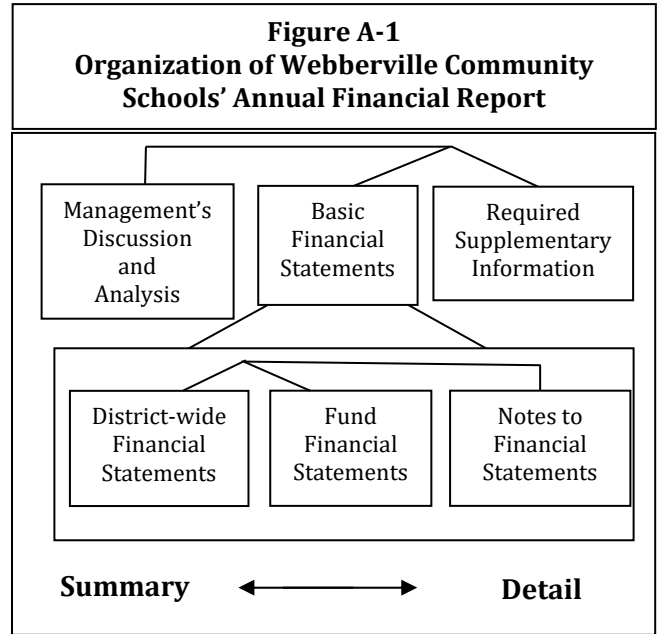 Figure A-1
Organization of Webberville Community
Schools’ Annual Financial Report
Management’s
Discussion
and
Analysis
Basic
Financial
Statements
Required
Supplementary
Information
District-wide
Financial
Statements
Fund
Financial
Statements
Notes to
Financial
Statements
Summary
Detail